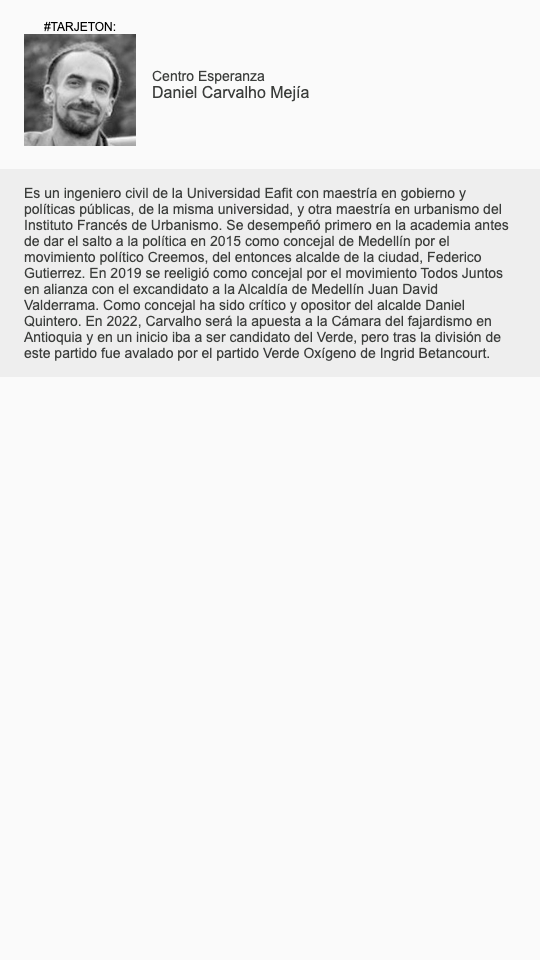 #TARJETON:
Centro Esperanza
Daniel Carvalho Mejía
Es un ingeniero civil de la Universidad Eafit con maestría en gobierno y
políticas públicas, de la misma universidad, y otra maestría en urbanismo del
Instituto Francés de Urbanismo. Se desempeñó primero en la academia antes
de dar el salto a la política en 2015 como concejal de Medellín por el
movimiento político Creemos, del entonces alcalde de la ciudad, Federico
Gutierrez. En 2019 se reeligió como concejal por el movimiento Todos Juntos
en alianza con el excandidato a la Alcaldía de Medellín Juan David
Valderrama. Como concejal ha sido crítico y opositor del alcalde Daniel
Quintero. En 2022, Carvalho será la apuesta a la Cámara del fajardismo en
Antioquia y en un inicio iba a ser candidato del Verde, pero tras la división de
este partido fue avalado por el partido Verde Oxígeno de Ingrid Betancourt.